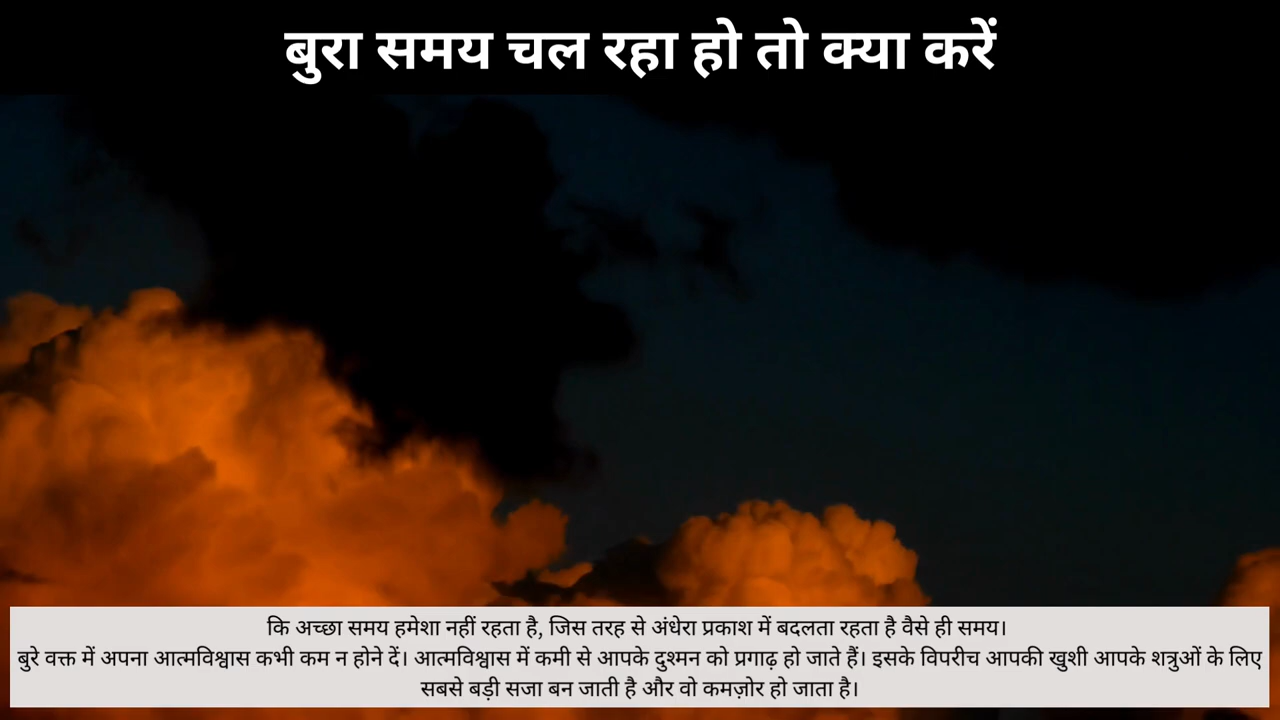 बुरा समय चल रहा हो तो क्या करें
कि अच्छा समय हमेशा नहीं रहता है, जिस तरह से अंधेरा प्रकाश में बदलता रहता है वैसे ही समय।
बुरे वक्त में अपना आत्मविश्वास कभी कम न होने दें। आत्मविश्वास में कमी से आपके दुश्मन को प्रगाढ़ हो जाते हैं। इसके विपरीत आपकी खुशी आपके शत्रुओं के लिए
सबसे बड़ी सजा बन जाती है और वो कमज़ोर हो जाता है।